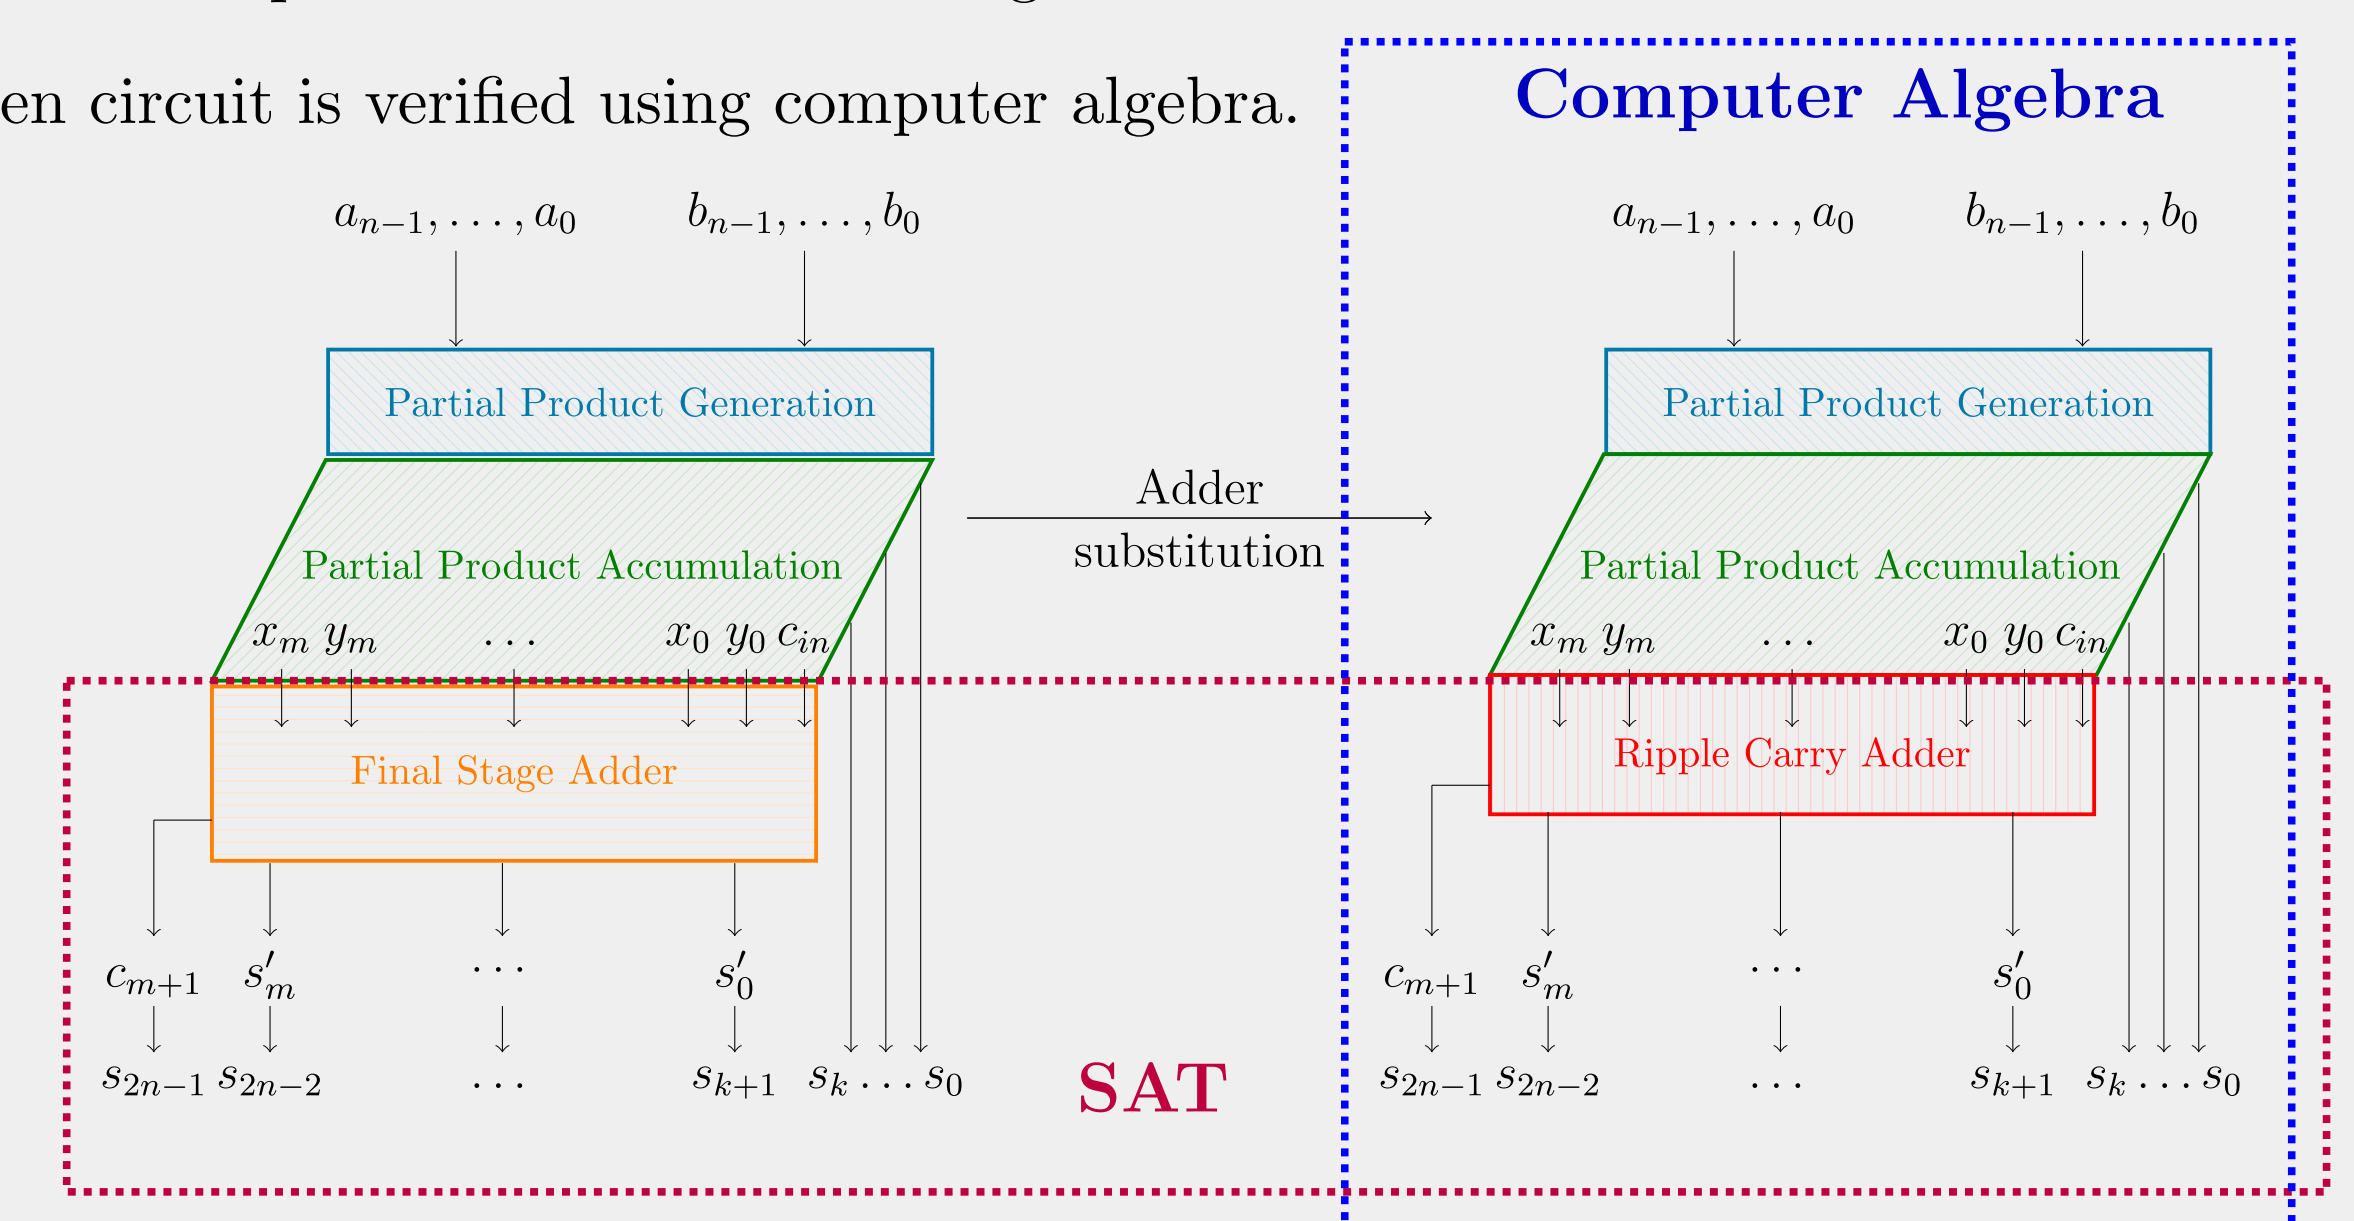 en circuit is verified using computer algebra.
Computer Algebra
a_{n−1}, . . . , a_0 b_{n−1}, . . . , b_0
Partial Product Generation
Partial Product Accumulation
x_m y_m . . . x_0 y_0 c_{in}
Final Stage Adder
c_{m+1} s′_m . . . s′_0
s_{2n−1} s_{2n−2} . . . s_{k+1} s_k . . . s_0
Adder
substitution
SAT
a_{n−1}, . . . , a_0 b_{n−1}, . . . , b_0
Partial Product Generation
Partial Product Accumulation
x_m y_m . . . x_0 y_0 c_{in}
Ripple Carry Adder
c_{m+1} s′_m . . . s′_0
s_{2n−1} s_{2n−2} . . . s_{k+1} s_k . . . s_0